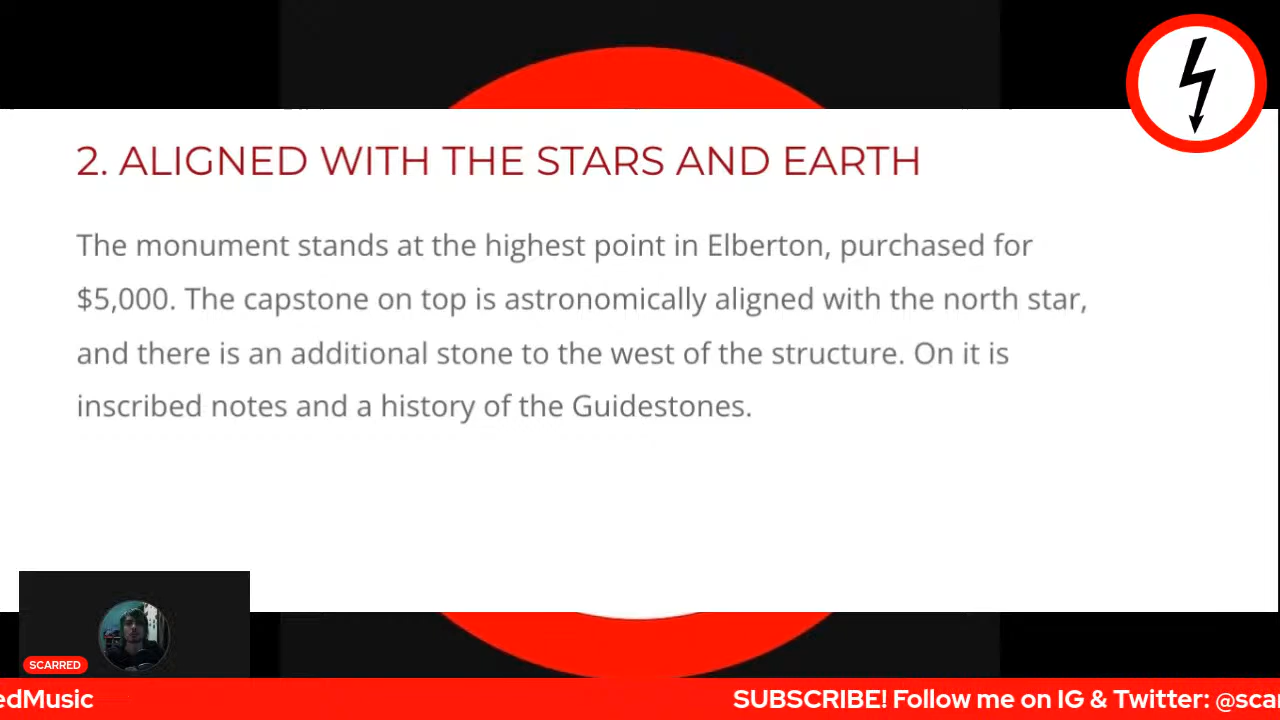 2. ALIGNED WITH THE STARS AND EARTH
The monument stands at the highest point in Elberton, purchased for
$5,000. The capstone on top is astronomically aligned with the north star,
and there is an additional stone to the west of the structure. On it is
inscribed notes and a history of the Guidestones.
SCARRED
edMusic
SUBSCRIBE! Follow me on IG & Twitter: @scar